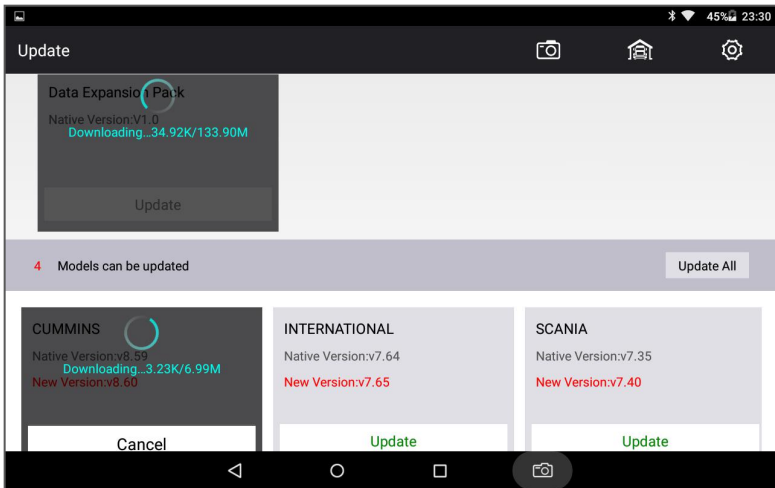 45% 23:30
Update
Data Expansion Pack
Native Version:V1.0
Downloading...34.92K/133.90M
Update
4 Models can be updated
Update All
CUMMINS
Native Version:v8.59
Downloading...3.23K/6.99M
New Version:v8.60
Cancel
INTERNATIONAL
Native Version:v7.64
New Version:v7.65
Update
SCANIA
Native Version:v7.35
New Version:v7.40
Update